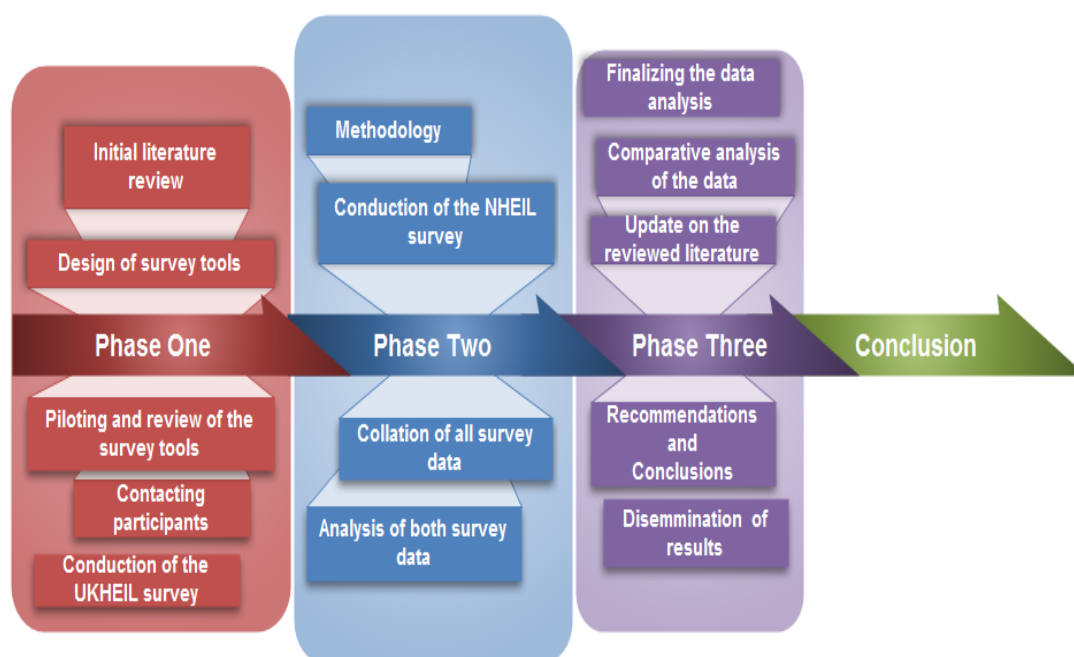 Initial literature
review
Design of survey tools
Phase One
Piloting and review of the
survey tools
Contacting
participants
Conduction of the
UKHEIL survey
Methodology
Conduction of the NHEIL
survey
Phase Two
Collation of all survey
data
Analysis of both survey
data
Finalizing the data
analysis
Comparative analysis
of the data
Update on the
reviewed literature
Phase Three
Recommendations
and
Conclusions
Disemmination of
results
Conclusion